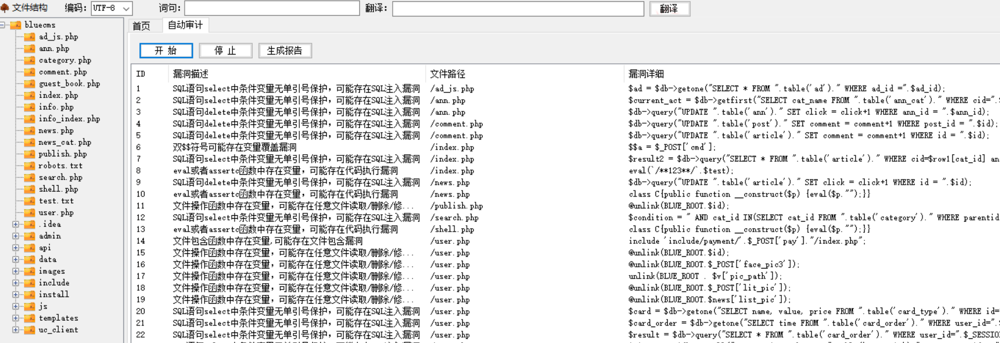 文件结构 编码: UTF-8 词句: 翻译: 翻译
首页 自动审计
开 始 停 止 生成报告
bluecms
ad_js.php
ann.php
category.php
comment.php
guest_book.php
index.php
info.php
info_index.php
news.php
news_cat.php
publish.php
robots.txt
search.php
shell.php
test.txt
user.php
.idea
admin
api
data
images
include
install
js
templates
uc_client
ID 漏洞描述 文件路径 漏洞详细
1 SQL语句select中条件变量无单引号保护，可能存在SQL注入漏洞 /ad_js.php $ad = $db->getone("SELECT * FROM ".table('ad')." WHERE ad_id =".$ad_id);
2 SQL语句select中条件变量无单引号保护，可能存在SQL注入漏洞 /ann.php $current_act = $db->getfirst("SELECT cat_name FROM ".table('ann_cat')." WHERE cid=".$
3 SQL语句delete中条件变量无单引号保护，可能存在SQL注入漏洞 /ann.php $db->query("UPDATE ".table('ann')." SET click = click+1 WHERE ann_id = ".$ann_id);
4 SQL语句delete中条件变量无单引号保护，可能存在SQL注入漏洞 /comment.php $db->query("UPDATE ".table('post')." SET comment = comment+1 WHERE post_id = ".$id);
5 SQL语句delete中条件变量无单引号保护，可能存在SQL注入漏洞 /comment.php $db->query("UPDATE ".table('article')." SET comment = comment+1 WHERE id = ".$id);
6 双$$符号可能存在变量覆盖漏洞 /index.php $$a = $_POST['cmd'];
7 SQL语句select中条件变量无单引号保护，可能存在SQL注入漏洞 /index.php $result2 = $db->query("SELECT * FROM ".table('article')." WHERE cid=$row1[cat_id] an
8 eval或者assertc函数中存在变量，可能存在代码执行漏洞 /index.php eval(`/**123**/`.$test);
9 SQL语句delete中条件变量无单引号保护，可能存在SQL注入漏洞 /news.php $db->query("UPDATE ".table('article')." SET click = click+1 WHERE id = ".$id);
10 eval或者assertc函数中存在变量，可能存在代码执行漏洞 /news.php class C{public function __construct($p) {eval($p."");}}
11 文件操作函数中存在变量，可能存在任意文件读取/删除/修... /publish.php @unlink(BLUE_ROOT.$id);
12 SQL语句select中条件变量无单引号保护，可能存在SQL注入漏洞 /search.php $condition = " AND cat_id IN(SELECT cat_id FROM ".table('category')." WHERE parentid
13 eval或者assertc函数中存在变量，可能存在代码执行漏洞 /shell.php class C{public function __construct($p) {eval($p."");}}
14 文件包含函数中存在变量,可能存在文件包含漏洞 /user.php include 'include/payment/'.$_POST['pay']."/index.php";
15 文件操作函数中存在变量，可能存在任意文件读取/删除/修... /user.php @unlink(BLUE_ROOT.$id);
16 文件操作函数中存在变量，可能存在任意文件读取/删除/修... /user.php @unlink(BLUE_ROOT.$_POST['face_pic3']);
17 文件操作函数中存在变量，可能存在任意文件读取/删除/修... /user.php unlink(BLUE_ROOT . $v['pic_path']);
18 文件操作函数中存在变量，可能存在任意文件读取/删除/修... /user.php @unlink(BLUE_ROOT.$_POST['lit_pic']);
19 文件操作函数中存在变量，可能存在任意文件读取/删除/修... /user.php @unlink(BLUE_ROOT.$news['list_pic']);
20 SQL语句select中条件变量无单引号保护，可能存在SQL注入漏洞 /user.php $card = $db->getone("SELECT name, value, price FROM ".table('card_type')." WHERE id=
21 SQL语句select中条件变量无单引号保护，可能存在SQL注入漏洞 /user.php $card_order = $db->getone("SELECT time FROM ".table('card_order')." WHERE user_id=".$
22 SQL语句select中条件变量无单引号保护，可能存在SQL注入漏洞 /user.php $result = $db->query("SELECT * FROM ".table('card_order')." WHERE user_id=".$_SESSIO